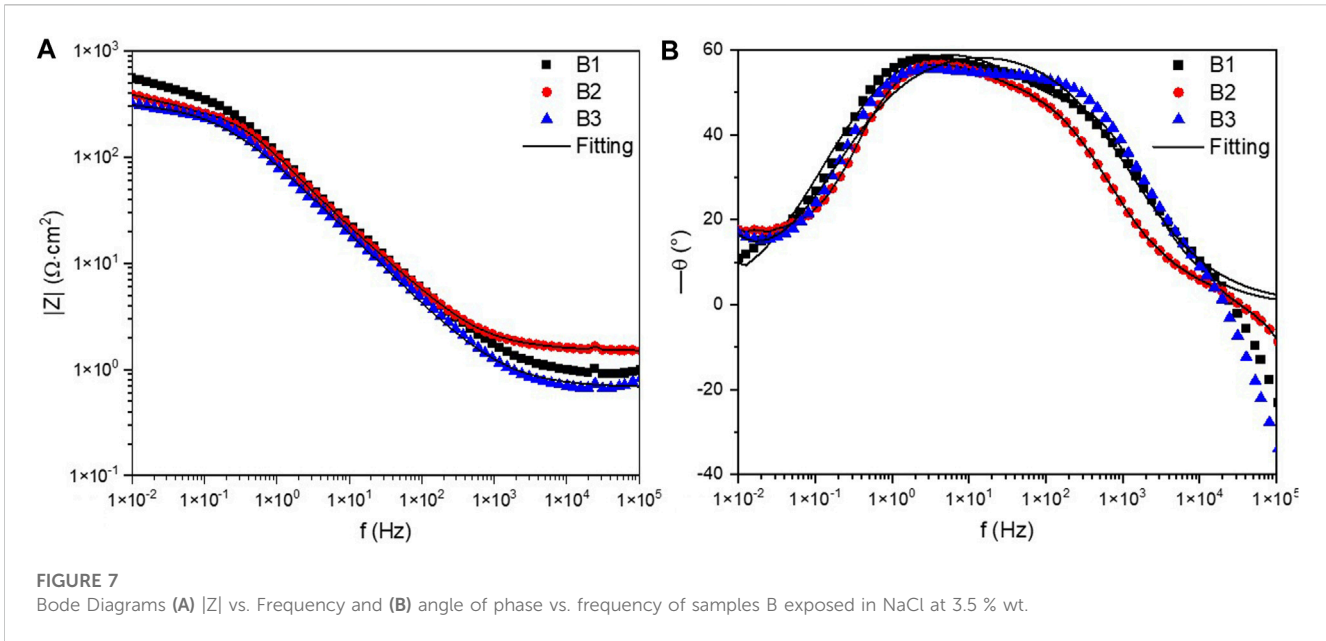 A
1×10³
1×10²
1×10¹
1×10⁰
1×10⁻¹
|Z| (Ω·cm²)
B1
B2
B3
Fitting
1×10⁻² 1×10⁻¹ 1×10⁰ 1×10¹ 1×10² 1×10³ 1×10⁴ 1×10⁵
f (Hz)
B
60
40
20
0
-20
-40
—θ (°)
B1
B2
B3
Fitting
1×10⁻² 1×10⁻¹ 1×10⁰ 1×10¹ 1×10² 1×10³ 1×10⁴ 1×10⁵
f (Hz)
FIGURE 7
Bode Diagrams (A) |Z| vs. Frequency and (B) angle of phase vs. frequency of samples B exposed in NaCl at 3.5 % wt.